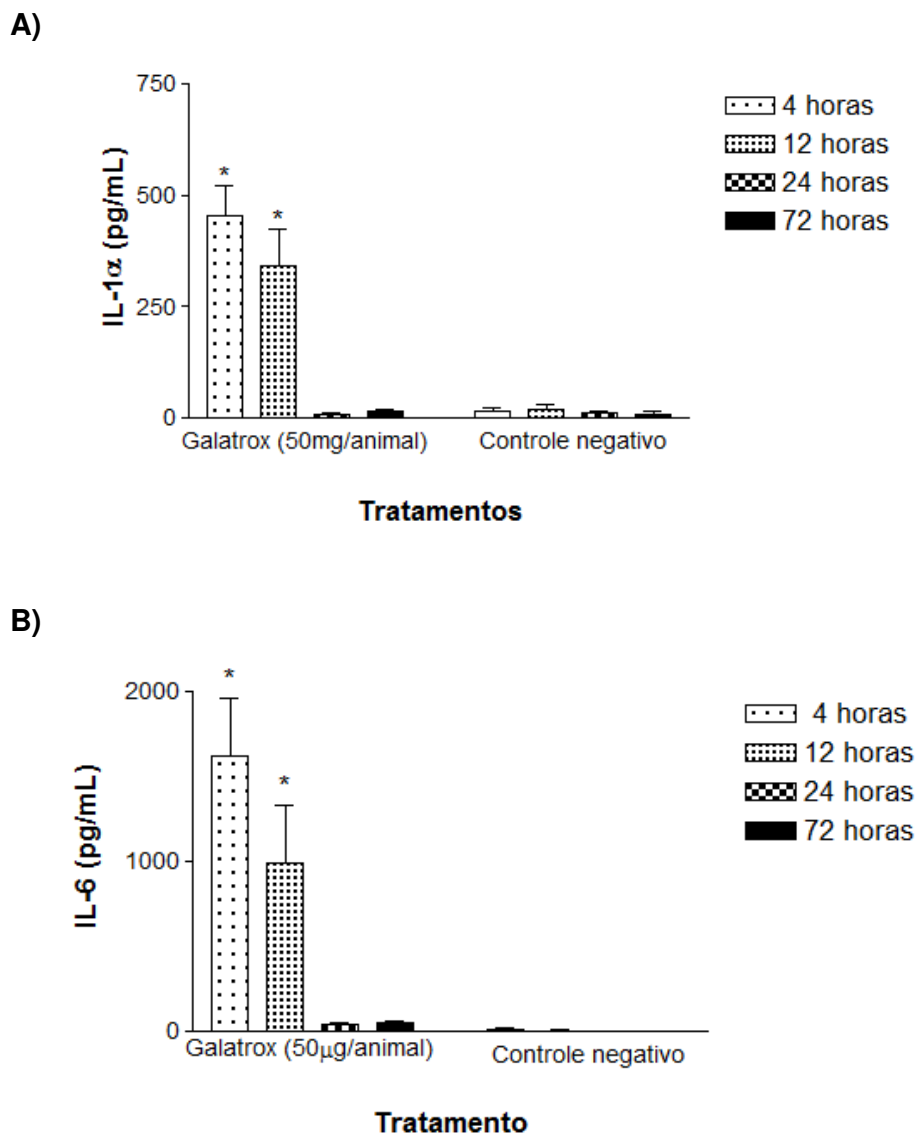 A)
750
500
250
0
IL-1α (pg/mL)
*
*
4 horas
12 horas
24 horas
72 horas
Galatrox (50mg/animal)
Controle negativo
Tratamentos
B)
2000
1000
0
IL-6 (pg/mL)
*
*
4 horas
12 horas
24 horas
72 horas
Galatrox (50μg/animal)
Controle negativo
Tratamento